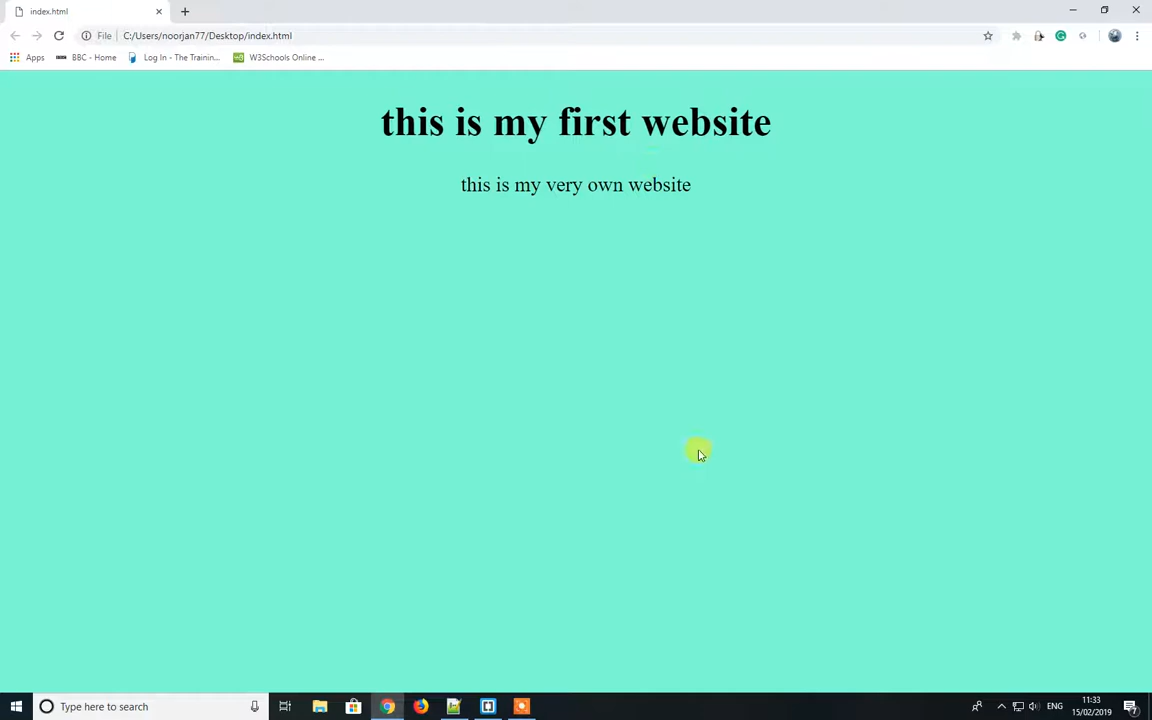 index.html
File C:/Users/noorjan77/Desktop/index.html
Apps BBC - Home Log In - The Trainin... W3Schools Online ...
this is my first website
this is my very own website
Type here to search
ENG
11:33
15/02/2019
7